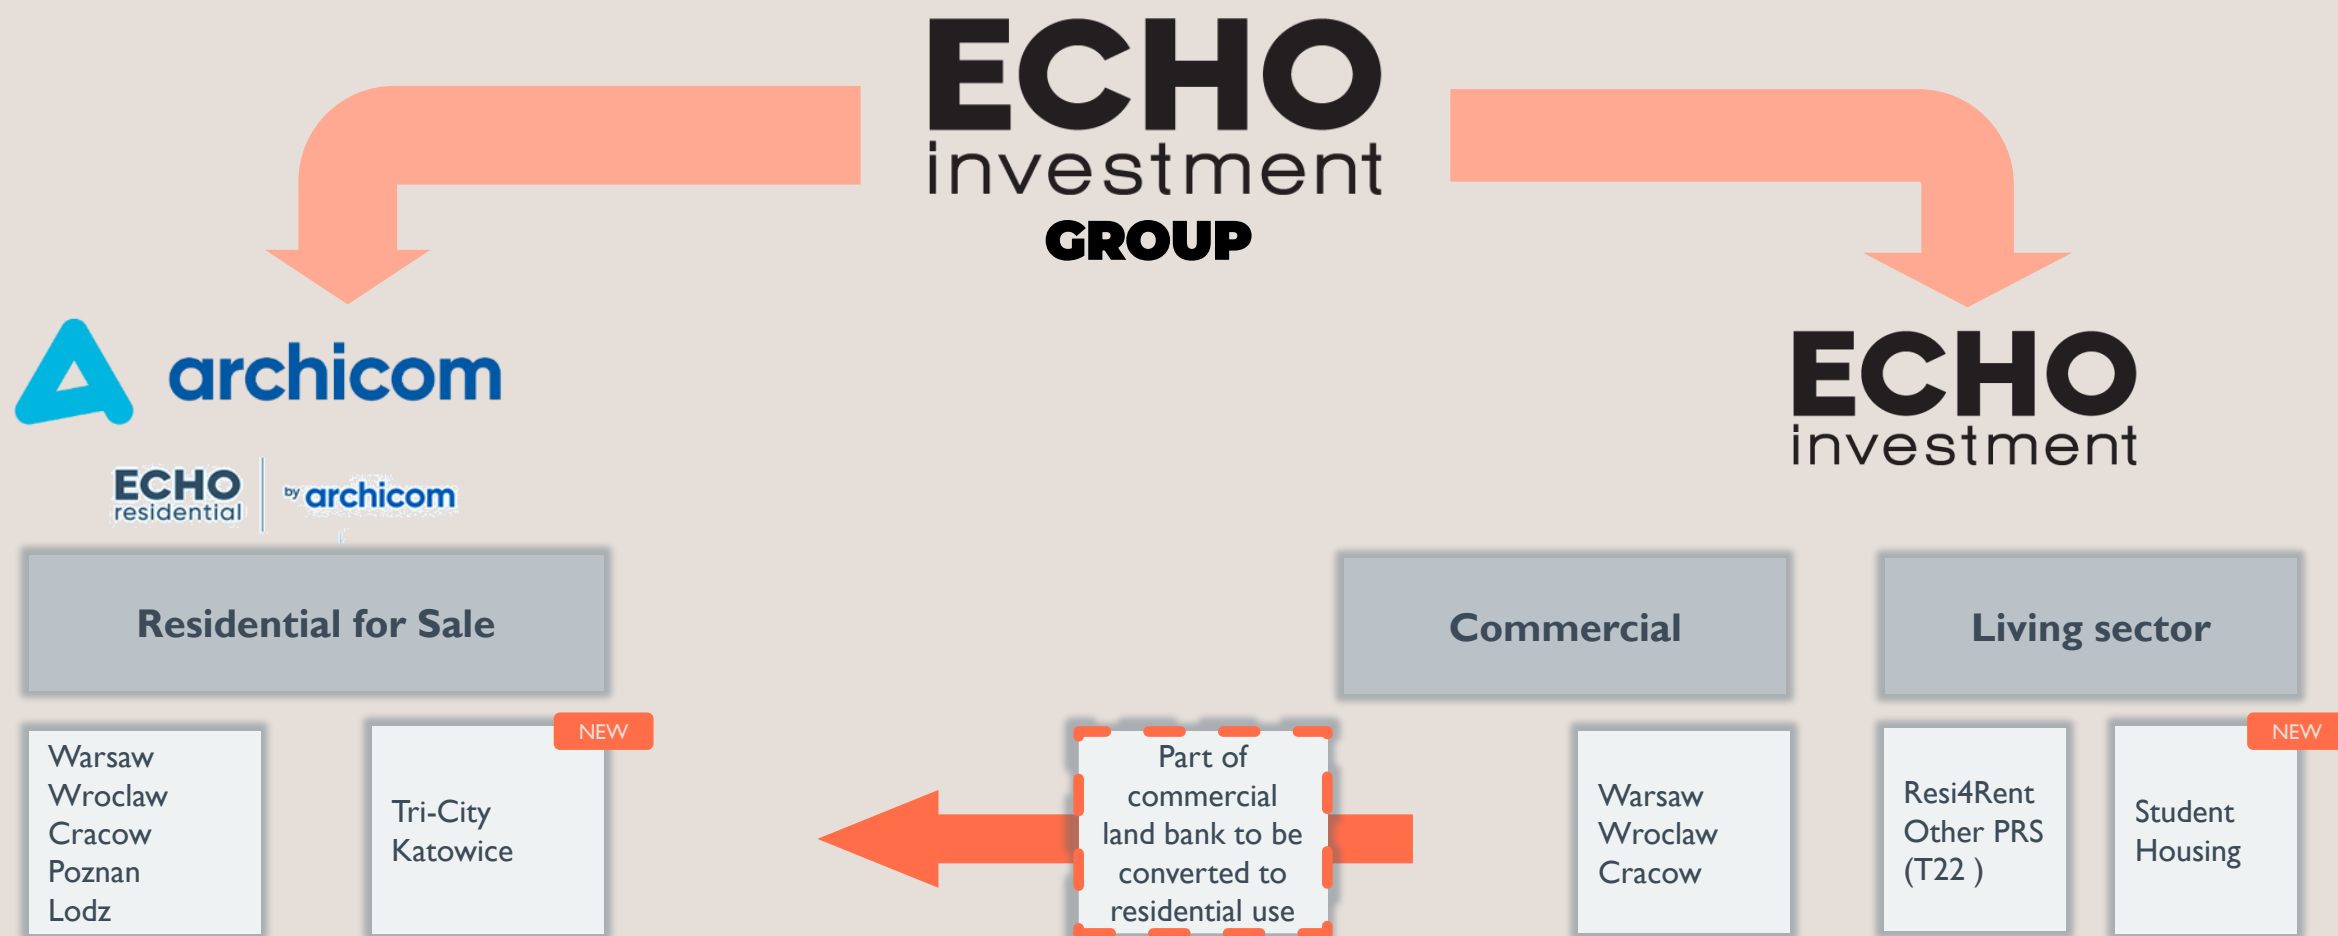 ECHO
investment
GROUP
archicom
ECHO
residential
by archicom
ECHO
investment
Residential for Sale
Commercial
Living sector
Warsaw
Wroclaw
Cracow
Poznan
Lodz
NEW
Tri-City
Katowice
Part of
commercial
land bank to be
converted to
residential use
Warsaw
Wroclaw
Cracow
Resi4Rent
Other PRS
(T22 )
NEW
Student
Housing